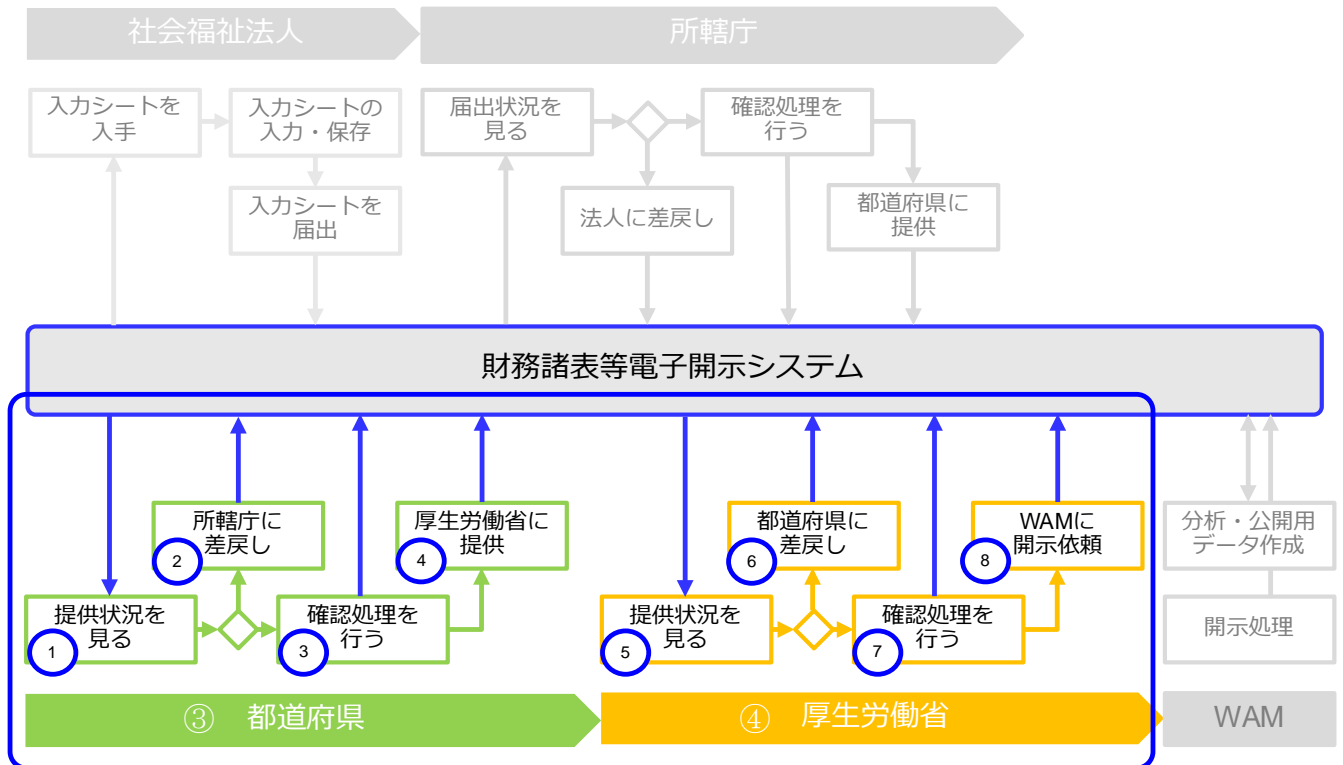 社会福祉法人
所轄庁
入力シートを
入手
入力シートの
入力・保存
入力シートを
届出
届出状況を
見る
確認処理を
行う
法人に差戻し
都道府県に
提供
財務諸表等電子開示システム
所轄庁に
差戻し
2
厚生労働省に
提供
4
提供状況を
見る
1
確認処理を
行う
3
都道府県に
差戻し
6
WAMに
開示依頼
8
提供状況を
見る
5
確認処理を
行う
7
分析・公開用
データ作成
開示処理
③ 都道府県
④ 厚生労働省
WAM